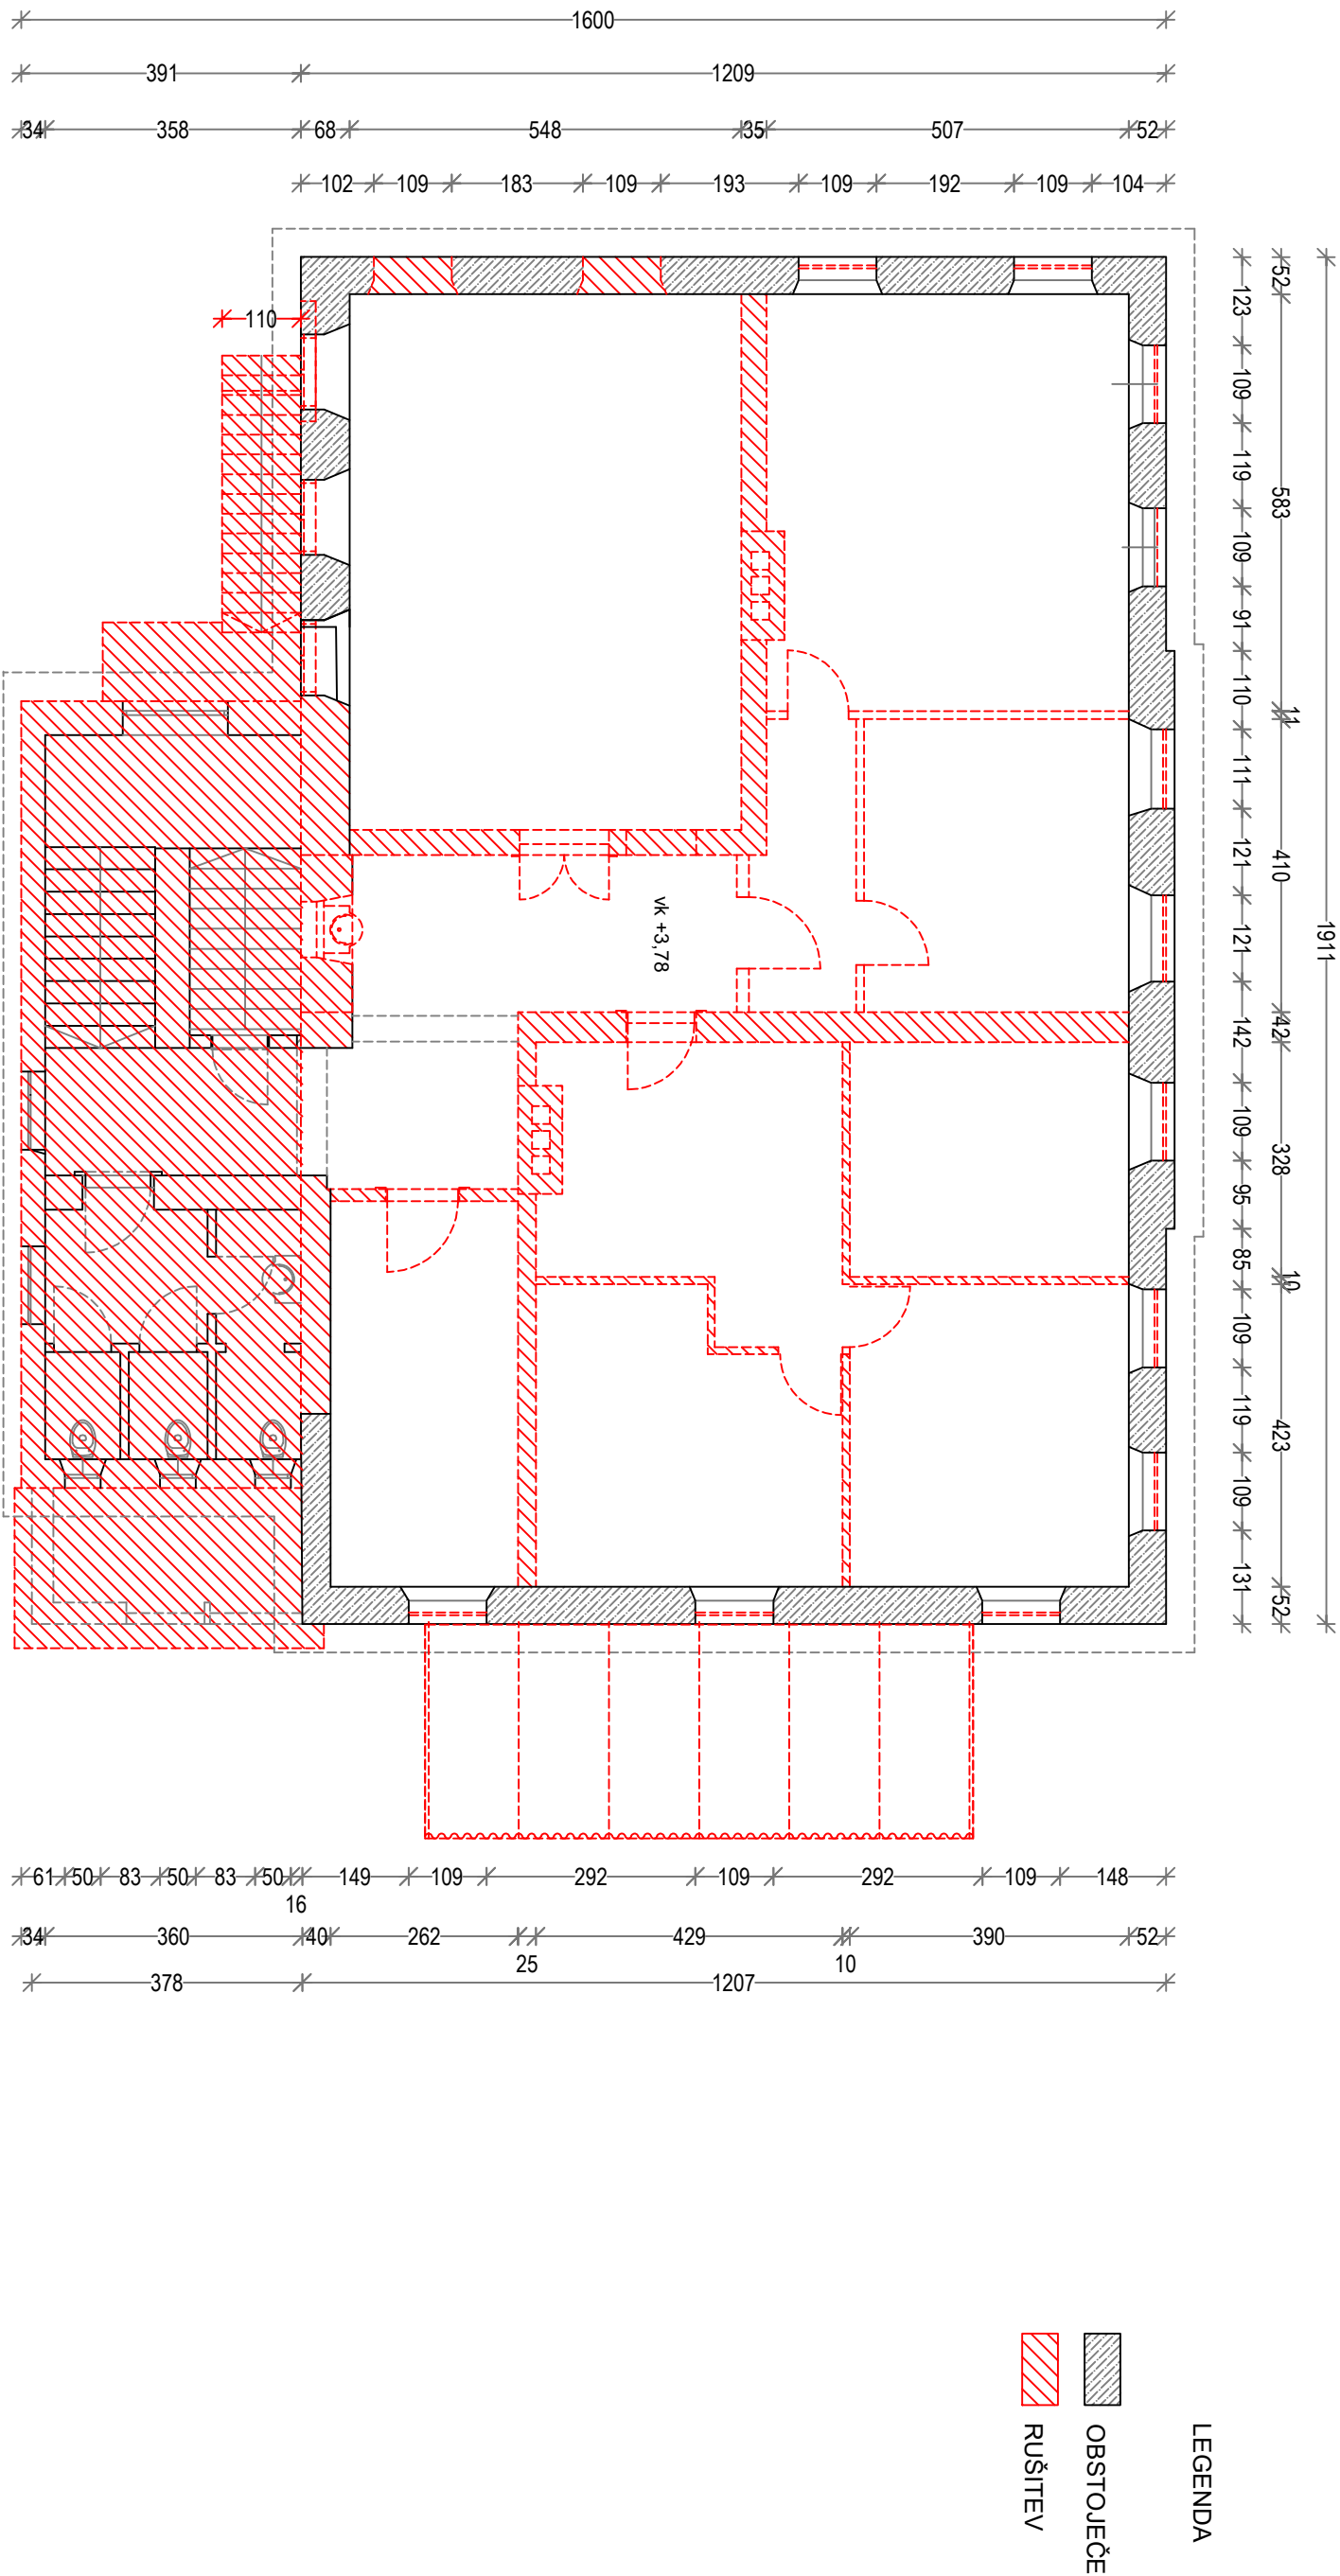 1600
391 1209
34 358 68 548 35 507 52
102 109 183 109 193 109 192 109 104
110
123 109 119 109 91 110 111 121 121 142 109 95 85 109 119 109 131
52 583 11 410 42 328 10 423 52
1911
vk +3,78
61 50 83 50 83 50 16 149 109 292 109 292 109 148
34 360 40 262 25 429 10 390 52
378 1207
LEGENDA
OBSTOJEČE
RUŠITEV